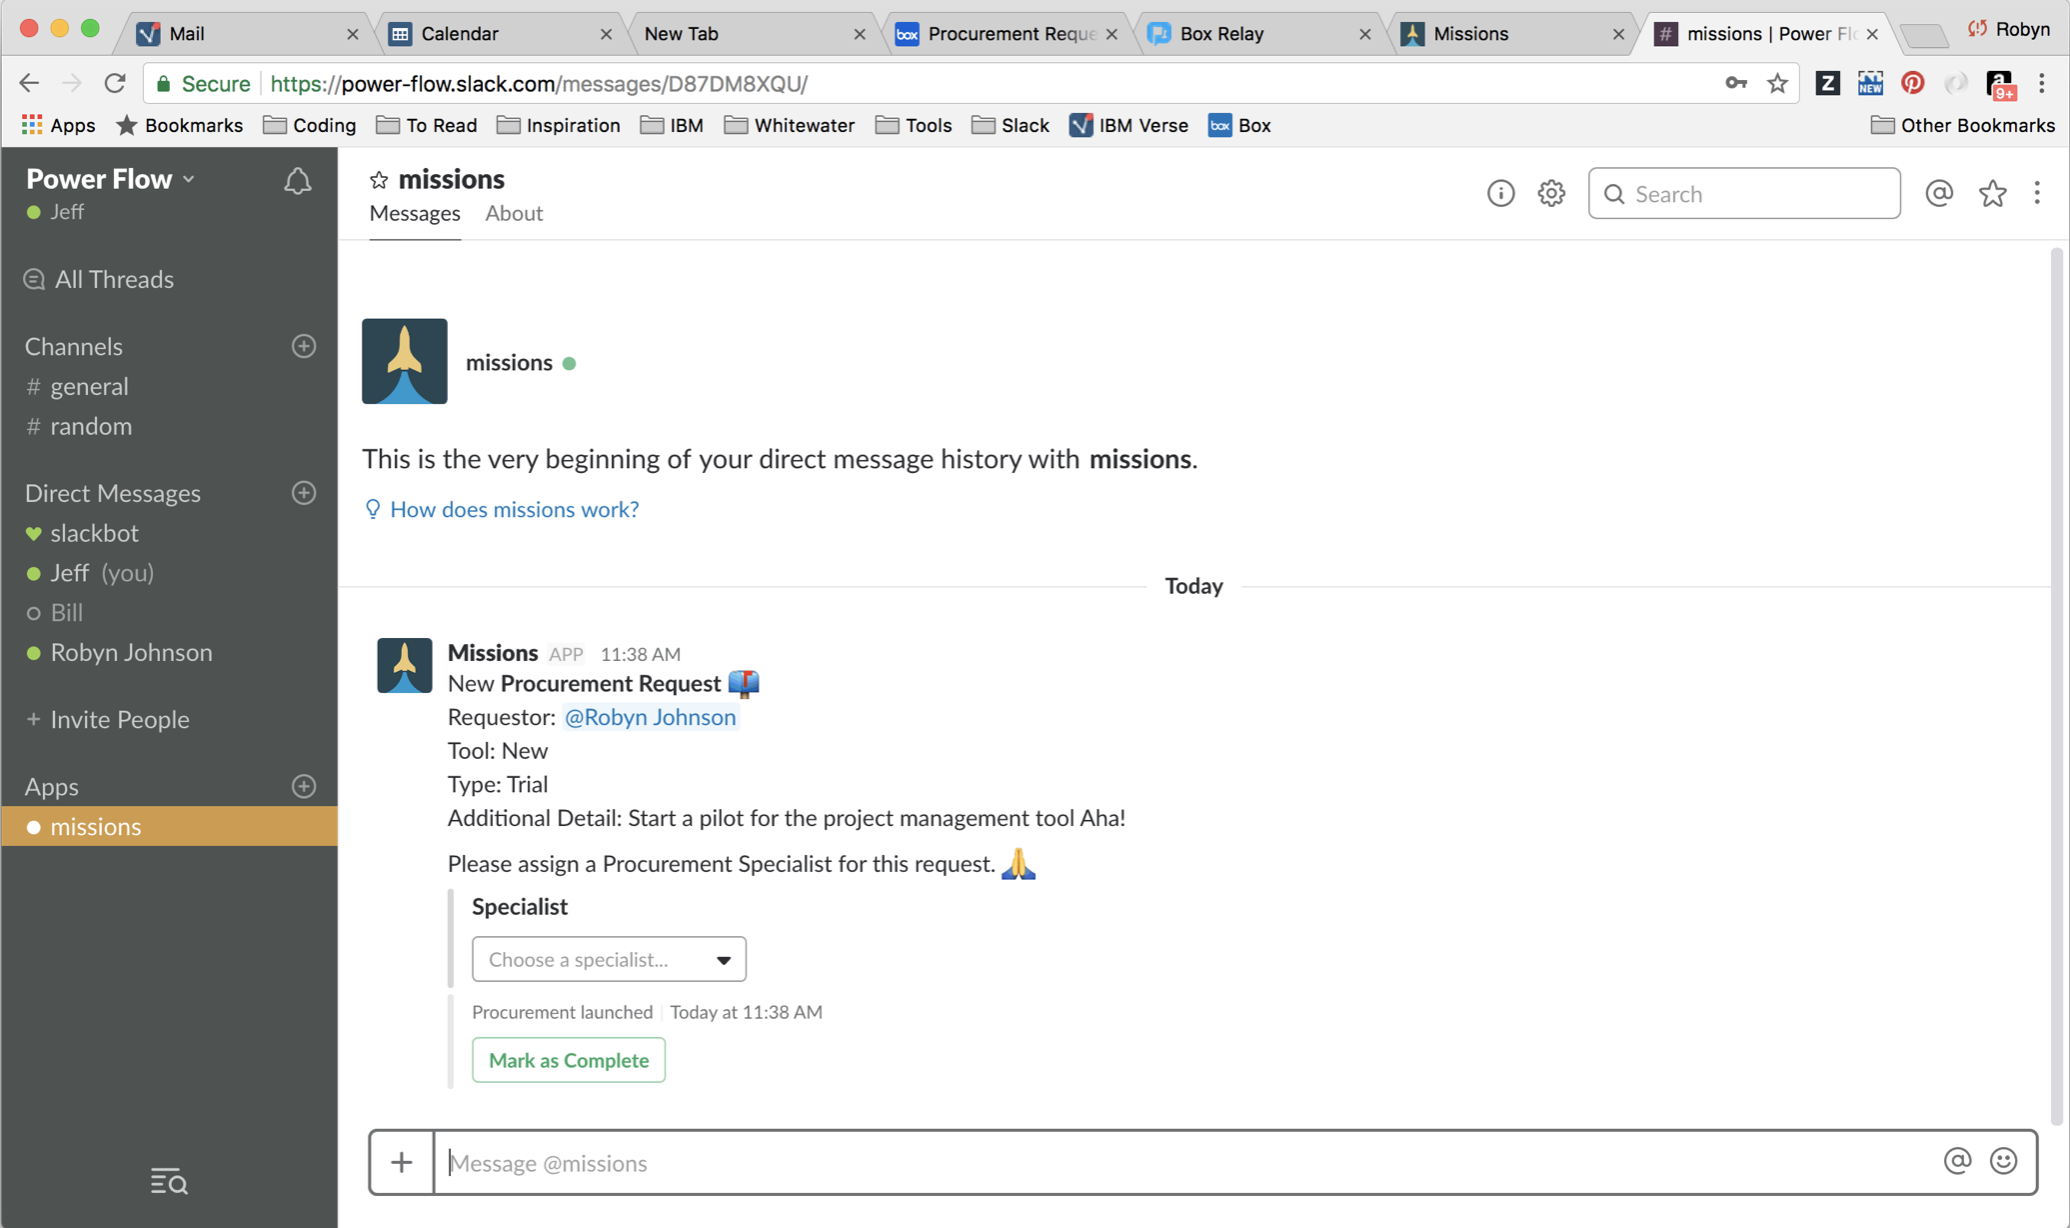 Mail
Calendar
New Tab
box Procurement Reque
Box Relay
Missions
# missions | Power Fl
Robyn
Secure https://power-flow.slack.com/messages/D87DM8XQU/
Z
NEW
a
9+
Apps
Bookmarks
Coding
To Read
Inspiration
IBM
Whitewater
Tools
Slack
IBM Verse
box Box
Other Bookmarks
Power Flow
Jeff
All Threads
Channels
# general
# random
Direct Messages
slackbot
Jeff (you)
Bill
Robyn Johnson
+ Invite People
Apps
missions
missions
Messages About
Search
missions
This is the very beginning of your direct message history with missions.
How does missions work?
Today
Missions APP 11:38 AM
New Procurement Request
Requestor: @Robyn Johnson
Tool: New
Type: Trial
Additional Detail: Start a pilot for the project management tool Aha!
Please assign a Procurement Specialist for this request.
Specialist
Choose a specialist...
Procurement launched Today at 11:38 AM
Mark as Complete
+ Message @missions